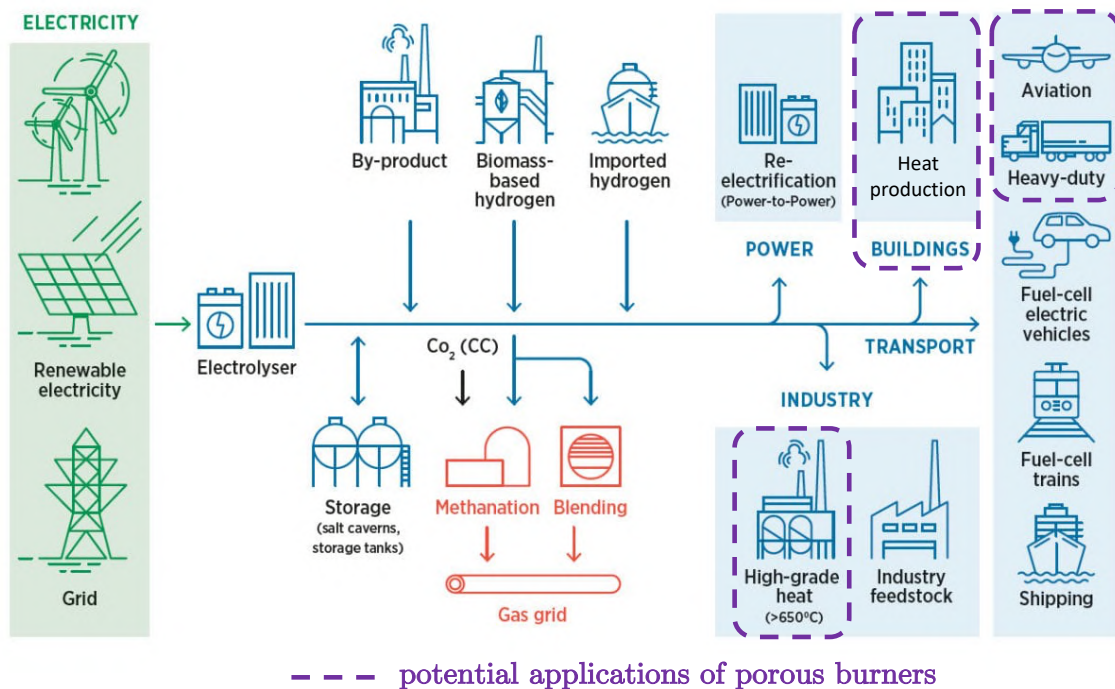 ELECTRICITY
Renewable
electricity
Grid
Electrolyser
By-product
Biomass-
based
hydrogen
Imported
hydrogen
Co₂ (CC)
Storage
(salt caverns,
storage tanks)
Methanation
Blending
Gas grid
Re-
electrification
(Power-to-Power)
POWER
Heat
production
BUILDINGS
TRANSPORT
INDUSTRY
High-grade
heat
(>650°C)
Industry
feedstock
Aviation
Heavy-duty
Fuel-cell
electric
vehicles
Fuel-cell
trains
Shipping
potential applications of porous burners